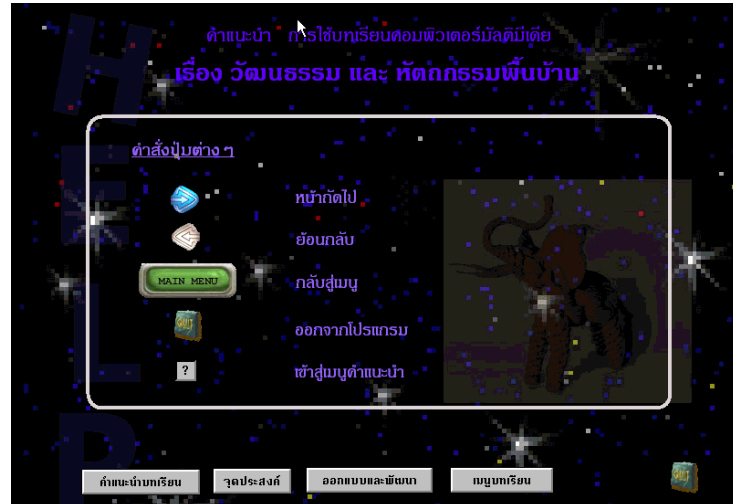 คำแนะนำ การใช้บทเรียนคอมพิวเตอร์มัลติมีเดีย
เรื่อง วัฒนธรรม และ หัตถกรรมพื้นบ้าน
คำสั่งปุ่มต่าง ๆ
หน้าถัดไป
ย้อนกลับ
MAIN MENU กลับสู่เมนู
QUIT ออกจากโปรแกรม
? เข้าสู่เมนูคำแนะนำ
HELP
คำแนะนำบทเรียน จุดประสงค์ ออกแบบและพัฒนา เมนูบทเรียน QUIT